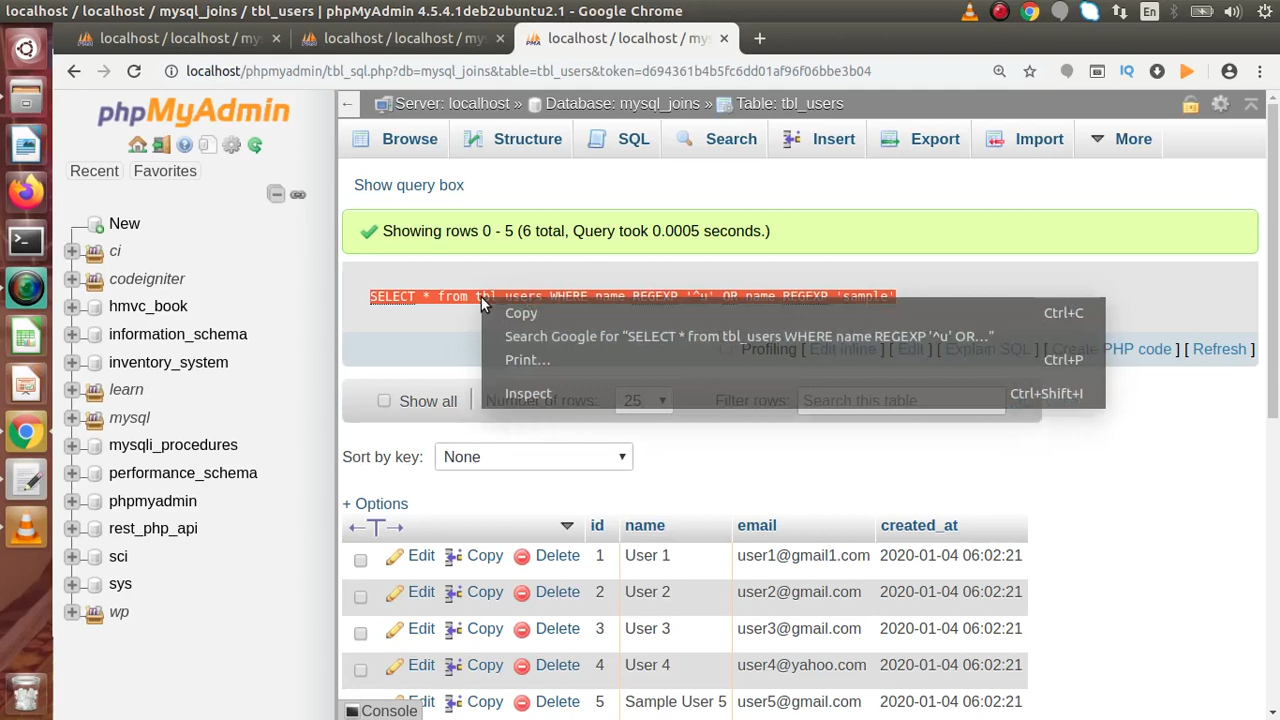 localhost / localhost / mysql_joins / tbl_users | phpMyAdmin 4.5.4.1deb2ubuntu2.1 - Google Chrome
En
localhost / localhost / my
localhost / localhost / my
localhost / localhost / my
localhost/phpmyadmin/tbl_sql.php?db=mysql_joins&table=tbl_users&token=d694361b4b5fc6dd01af96f06bbe3b04
IQ
phpMyAdmin
Recent
Favorites
New
ci
codeigniter
hmvc_book
information_schema
inventory_system
learn
mysql
mysqli_procedures
performance_schema
phpmyadmin
rest_php_api
sci
sys
wp
Server: localhost » Database: mysql_joins » Table: tbl_users
Browse Structure SQL Search Insert Export Import More
Show query box
Showing rows 0 - 5 (6 total, Query took 0.0005 seconds.)
SELECT * from tbl_users WHERE name REGEXP '^u' OR name REGEXP 'sample'
Copy Ctrl+C
Search Google for “SELECT * from tbl_users WHERE name REGEXP '^u' OR…”
Print… Ctrl+P
Inspect Ctrl+Shift+I
Profiling [ Edit inline ] [ Edit ] [ Explain SQL ] [ Create PHP code ] [ Refresh ]
Show all Number of rows: 25 Filter rows: Search this table
Sort by key: None
+ Options
←T→ id name email created_at
Edit Copy Delete 1 User 1 user1@gmail1.com 2020-01-04 06:02:21
Edit Copy Delete 2 User 2 user2@gmail.com 2020-01-04 06:02:21
Edit Copy Delete 3 User 3 user3@gmail.com 2020-01-04 06:02:21
Edit Copy Delete 4 User 4 user4@yahoo.com 2020-01-04 06:02:21
Edit Copy Delete 5 Sample User 5 user5@gmail.com 2020-01-04 06:02:21
Console